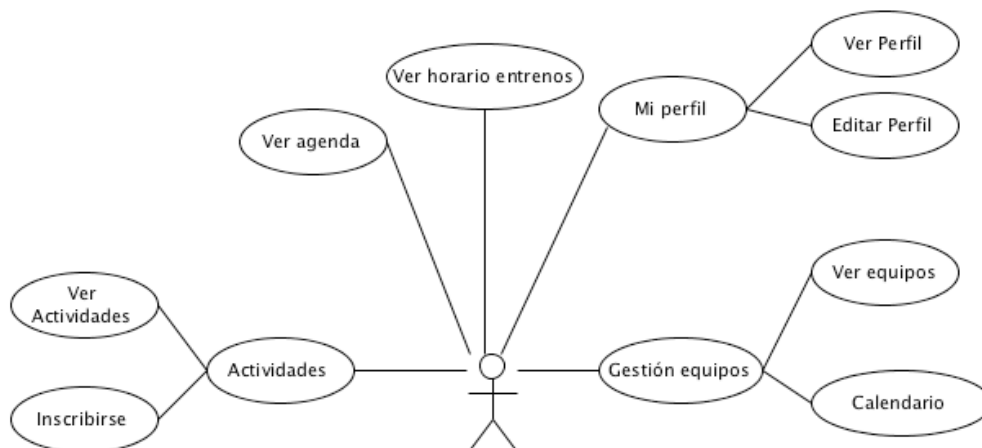 Ver Perfil
Ver horario entrenos
Mi perfil
Editar Perfil
Ver agenda
Ver equipos
Ver
Actividades
Actividades
Gestión equipos
Inscribirse
Calendario